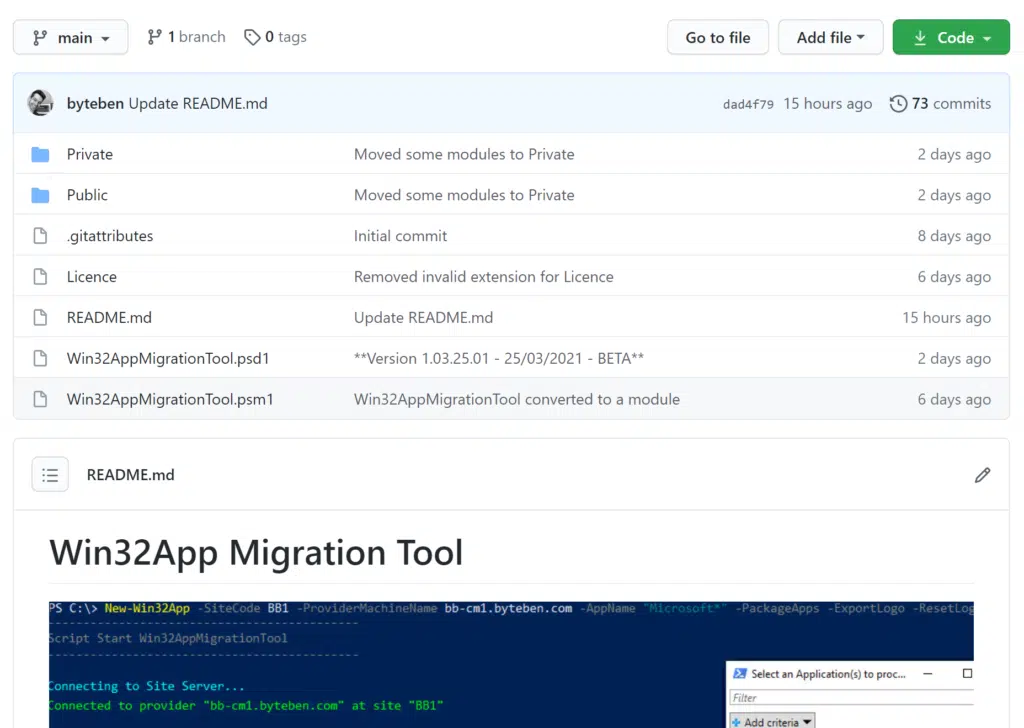 main 1 branch 0 tags Go to file Add file Code
byteben Update README.md dad4f79 15 hours ago 73 commits
Private Moved some modules to Private 2 days ago
Public Moved some modules to Private 2 days ago
.gitattributes Initial commit 8 days ago
Licence Removed invalid extension for Licence 6 days ago
README.md Update README.md 15 hours ago
Win32AppMigrationTool.psd1 **Version 1.03.25.01 - 25/03/2021 - BETA** 2 days ago
Win32AppMigrationTool.psm1 Win32AppMigrationTool converted to a module 6 days ago
README.md
Win32App Migration Tool
PS C:\> New-Win32App -SiteCode BB1 -ProviderMachineName bb-cm1.byteben.com -AppName "Microsoft*" -PackageApps -ExportLogo -ResetLog
--------------------------------------------
Script Start Win32AppMigrationTool
--------------------------------------------
Select an Application(s) to proc...
Connecting to Site Server...
Filter
Connected to provider "bb-cm1.byteben.com" at site "BB1"
Add criteria